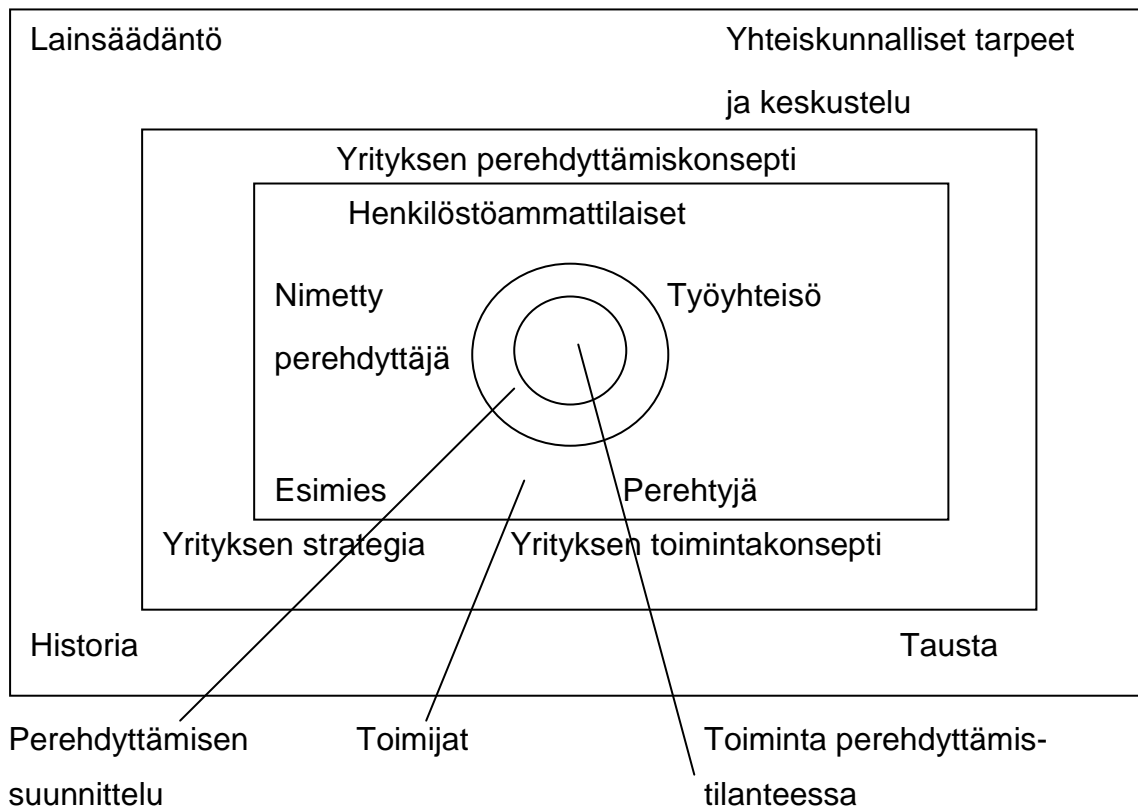 Lainsäädäntö
Yhteiskunnalliset tarpeet
ja keskustelu
Yrityksen perehdyttämiskonsepti
Henkilöstöammattilaiset
Nimetty
perehdyttäjä
Työyhteisö
Esimies
Perehtyjä
Yrityksen strategia
Yrityksen toimintakonsepti
Historia
Tausta
Perehdyttämisen
suunnittelu
Toimijat
Toiminta perehdyttämis-
tilanteessa